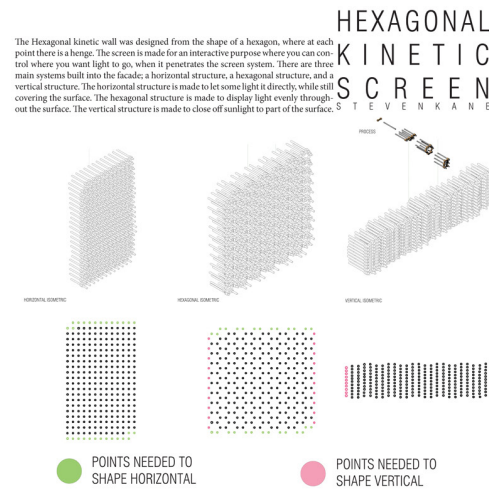 HEXAGONAL
KINETIC
SCREEN
STEVENKANE
The Hexagonal kinetic wall was designed from the shape of a hexagon, where at each
point there is a henge. The screen is made for an interactive purpose where you can con-
trol where you want light to go, when it penetrates the screen system. There are three
main systems built into the facade; a horizontal structure, a hexagonal structure, and a
vertical structure. The horizontal structure is made to let some light it directly, while still
covering the surface. The hexagonal structure is made to display light evenly through-
out the surface. The vertical structure is made to close off sunlight to part of the surface.
PROCESS
HORIZONTAL ISOMETRIC
HEXAGONAL ISOMETRIC
VERTICAL ISOMETRIC
POINTS NEEDED TO
SHAPE HORIZONTAL
POINTS NEEDED TO
SHAPE VERTICAL